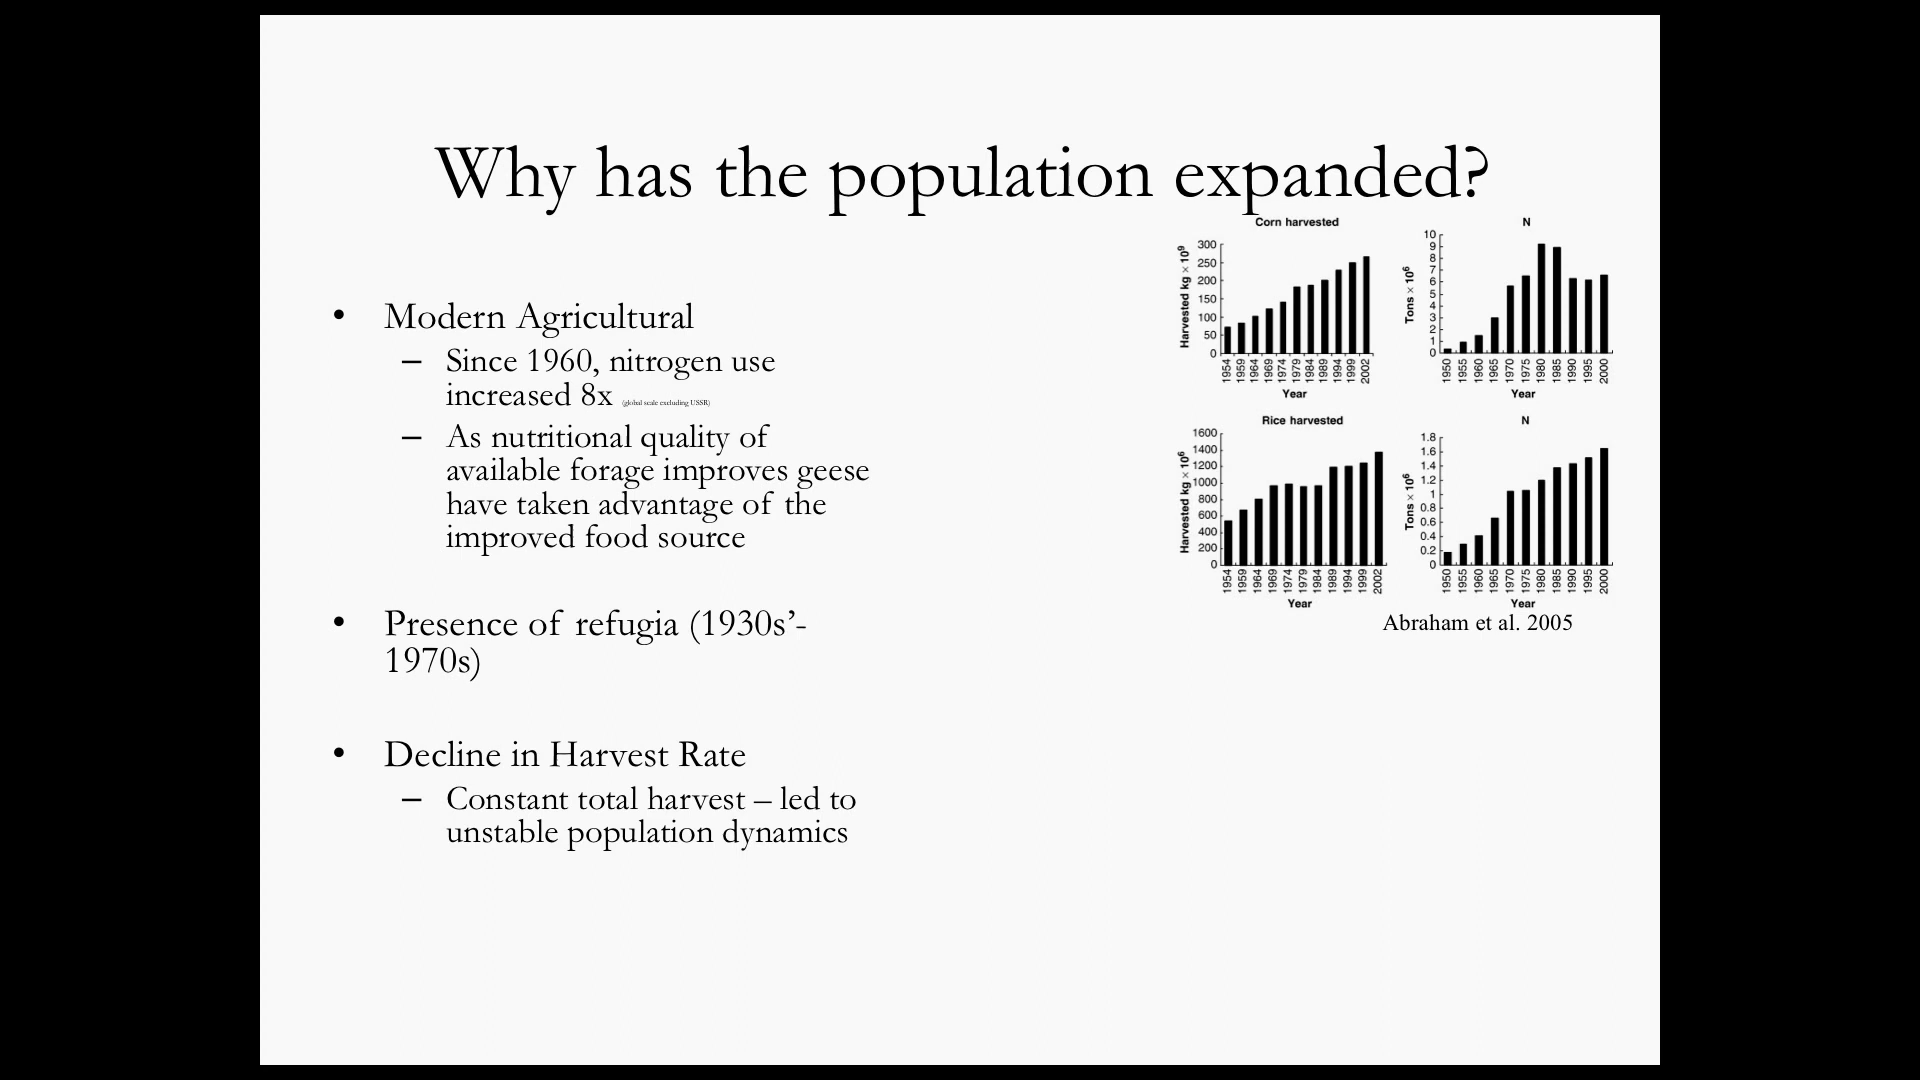 Why has the population expanded?
• Modern Agricultural
– Since 1960, nitrogen use
increased 8x (global scale excluding USSR)
– As nutritional quality of
available forage improves geese
have taken advantage of the
improved food source
• Presence of refugia (1930s’-
1970s)
• Decline in Harvest Rate
– Constant total harvest – led to
unstable population dynamics
Corn harvested
Harvested kg × 10⁹
300
250
200
150
100
50
0
1954 1959 1964 1969 1974 1979 1984 1989 1994 1999 2002
Year
N
Tons × 10⁶
10
9
8
7
6
5
4
3
2
1
0
1950 1955 1960 1965 1970 1975 1980 1985 1990 1995 2000
Year
Rice harvested
Harvested kg × 10⁶
1600
1400
1200
1000
800
600
400
200
0
1954 1959 1964 1969 1974 1979 1984 1989 1994 1999 2002
Year
N
Tons × 10⁶
1.8
1.6
1.4
1.2
1
0.8
0.6
0.4
0.2
0
1950 1955 1960 1965 1970 1975 1980 1985 1990 1995 2000
Year
Abraham et al. 2005